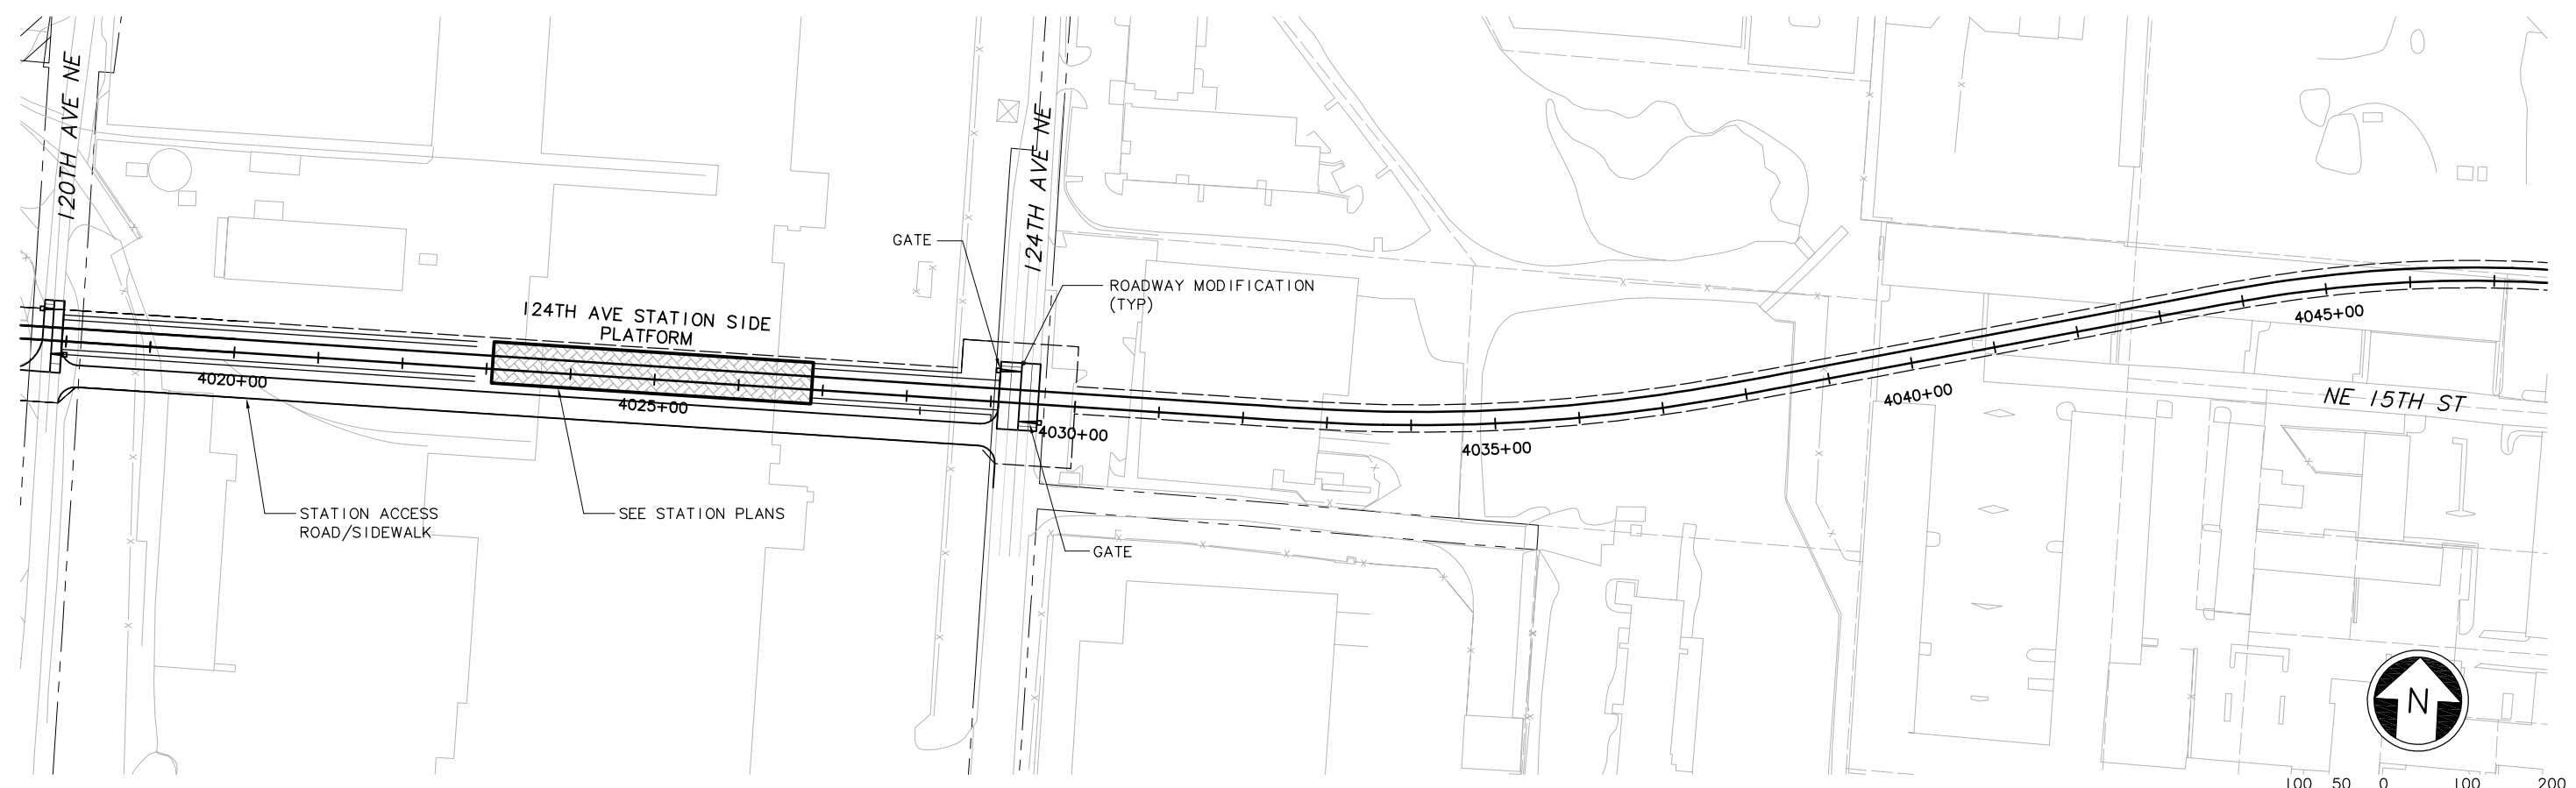 120TH AVE NE
124TH AVE NE
GATE
ROADWAY MODIFICATION
(TYP)
124TH AVE STATION SIDE
PLATFORM
4020+00
4025+00
4030+00
4035+00
4040+00
4045+00
NE 15TH ST
STATION ACCESS
ROAD/SIDEWALK
SEE STATION PLANS
GATE
N
100 50 0 100 200